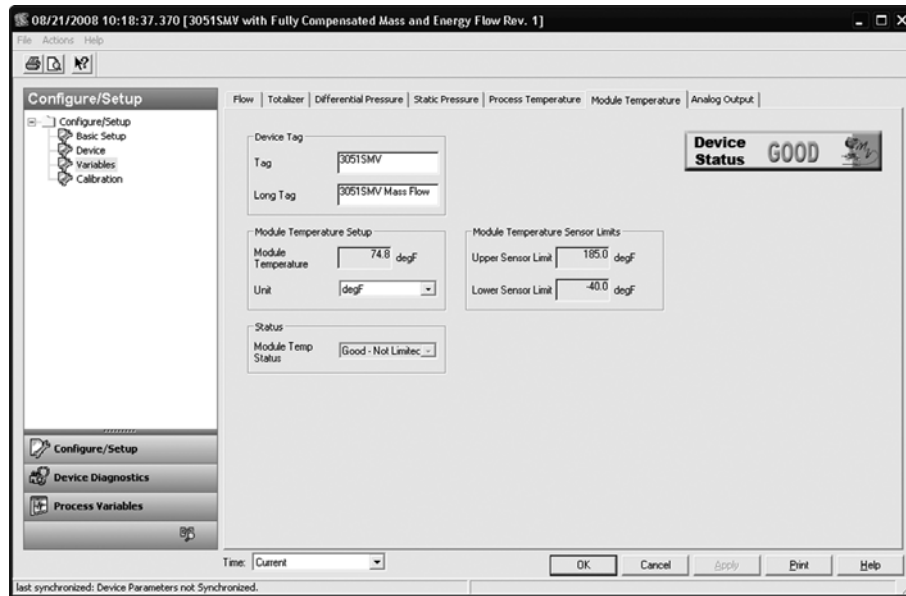 08/21/2008 10:18:37.370 [3051SMV with Fully Compensated Mass and Energy Flow Rev. 1]
File Actions Help
Configure/Setup
Configure/Setup
Basic Setup
Device
Variables
Calibration
Configure/Setup
Device Diagnostics
Process Variables
Flow Totalizer Differential Pressure Static Pressure Process Temperature Module Temperature Analog Output
Device Tag
Tag 3051SMV
Long Tag 3051SMV Mass Flow
Device Status GOOD
Module Temperature Setup
Module Temperature 74.8 degF
Unit degF
Module Temperature Sensor Limits
Upper Sensor Limit 185.0 degF
Lower Sensor Limit -40.0 degF
Status
Module Temp Status Good - Not Limitec
Time: Current
OK Cancel Apply Print Help
last synchronized: Device Parameters not Synchronized.